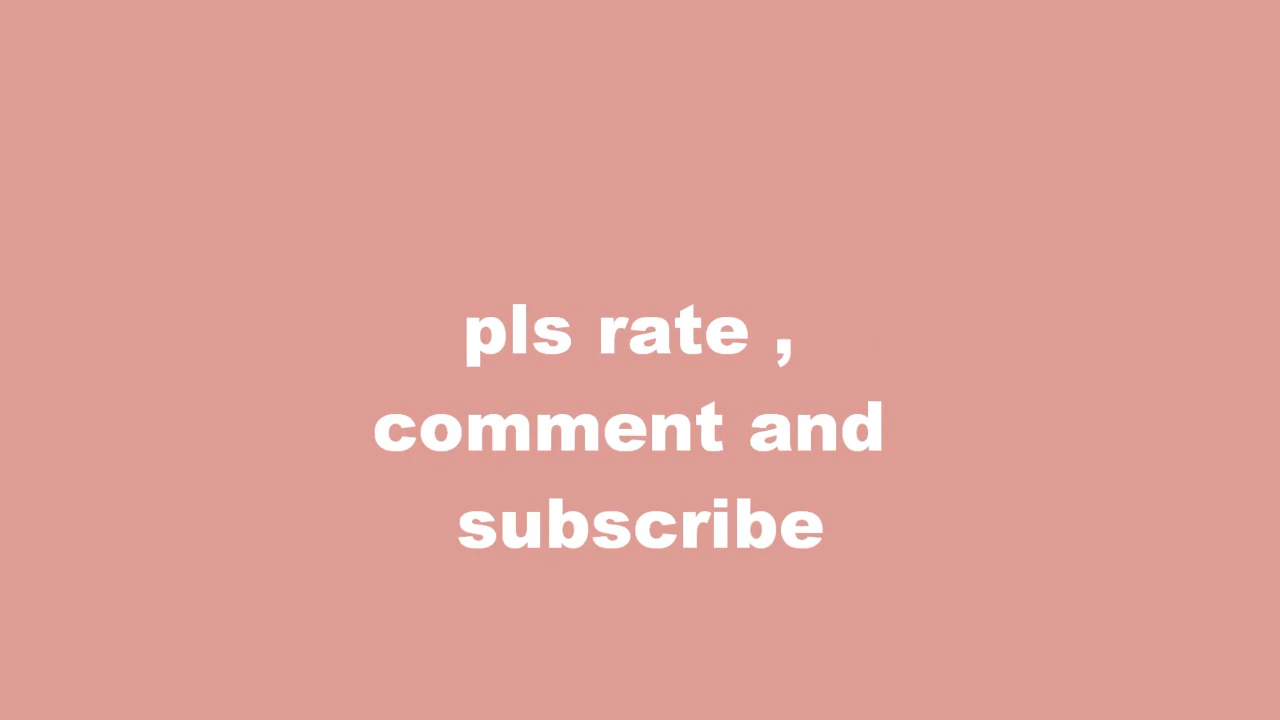 pls rate ,
comment and
subscribe